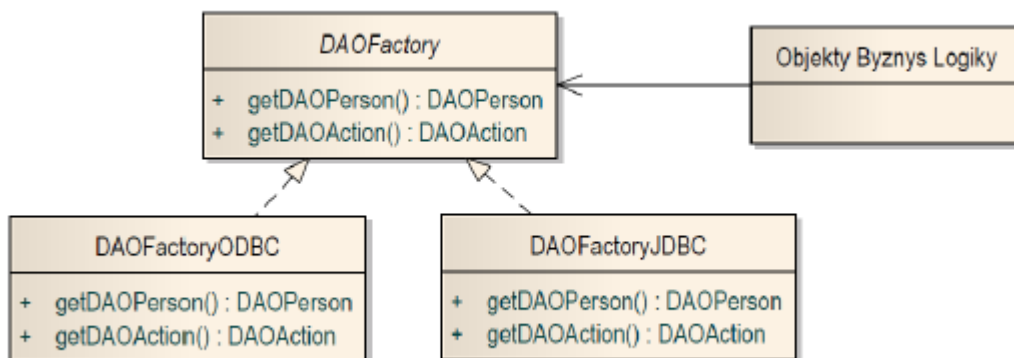 DAOFactory
+ getDAOPerson() : DAOPerson
+ getDAOAction() : DAOAction
Objekty Byznys Logiky
DAOFactoryODBC
+ getDAOPerson() : DAOPerson
+ getDAOAction() : DAOAction
DAOFactoryJDBC
+ getDAOPerson() : DAOPerson
+ getDAOAction() : DAOAction